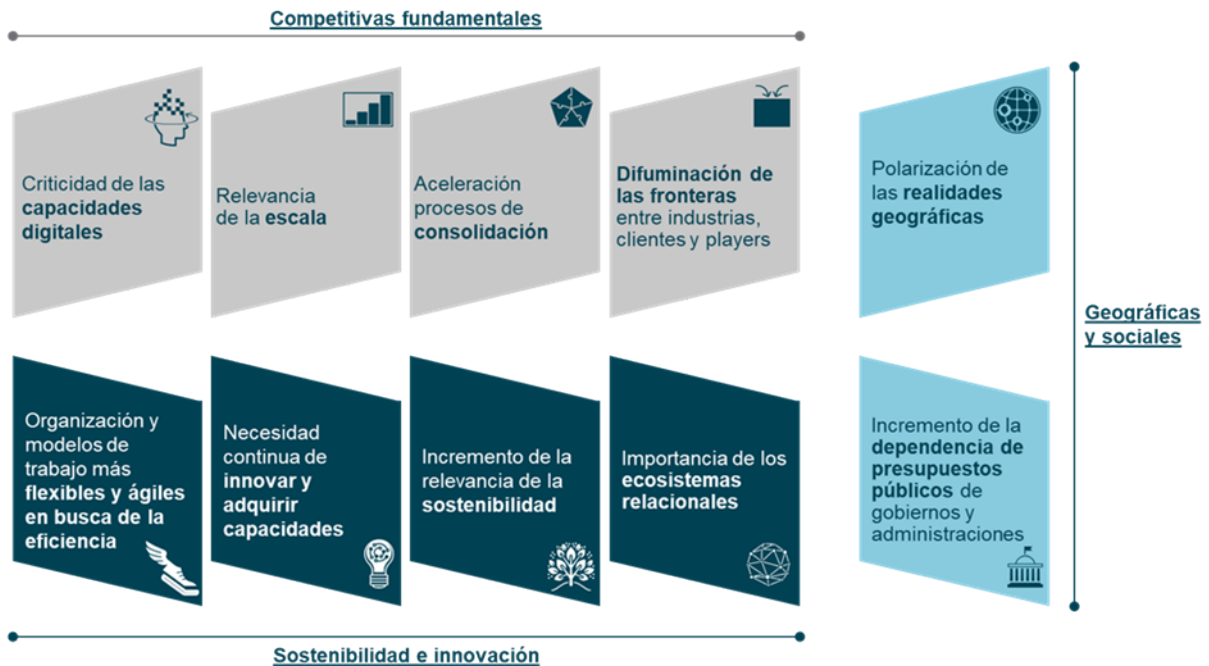 Competitivas fundamentales
Criticidad de las
capacidades
digitales
Relevancia
de la escala
Aceleración
procesos de
consolidación
Difuminación de
las fronteras
entre industrias,
clientes y players
Polarización de
las realidades
geográficas
Geográficas
y sociales
Organización y
modelos de
trabajo más
flexibles y ágiles
en busca de la
eficiencia
Necesidad
continua de
innovar y
adquirir
capacidades
Incremento de la
relevancia de la
sostenibilidad
Importancia de los
ecosistemas
relacionales
Incremento de la
dependencia de
presupuestos
públicos de
gobiernos y
administraciones
Sostenibilidad e innovación